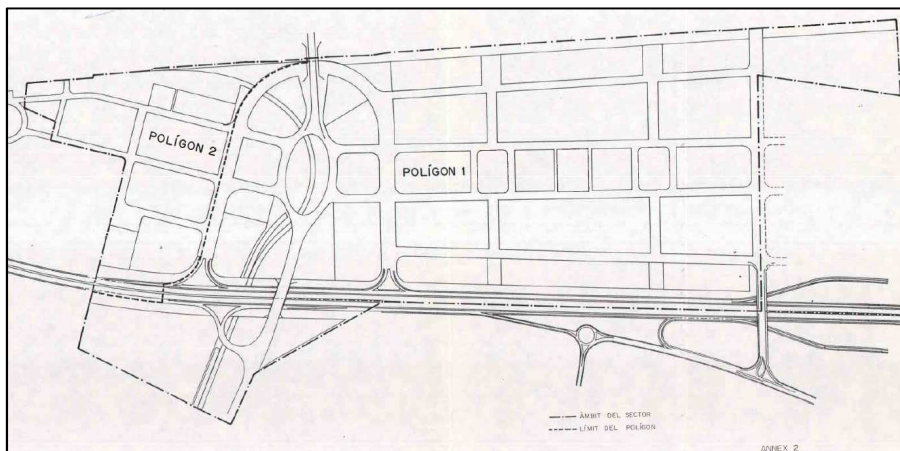 POLÍGON 2
POLÍGON 1
ÀMBIT DEL SECTOR
LÍMIT DEL POLÍGON
ANNEX 2